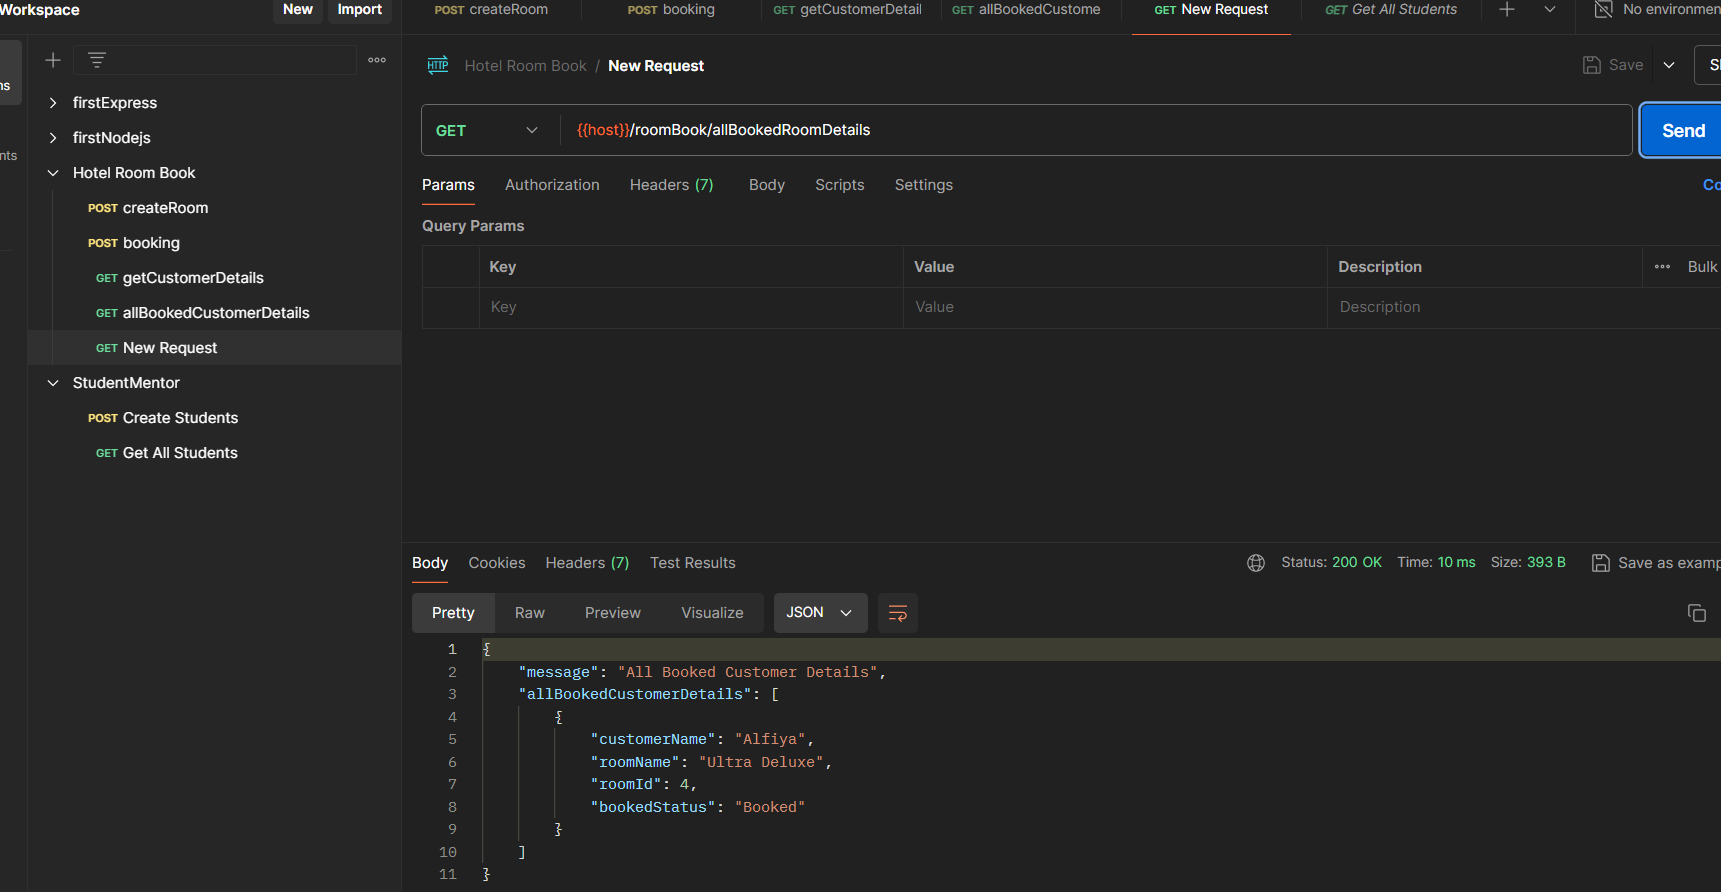 Workspace
New
Import
POST createRoom
POST booking
GET getCustomerDetail
GET allBookedCustome
GET New Request
GET Get All Students
No environmen
ns
nts
firstExpress
firstNodejs
Hotel Room Book
POST createRoom
POST booking
GET getCustomerDetails
GET allBookedCustomerDetails
GET New Request
StudentMentor
POST Create Students
GET Get All Students
HTTP Hotel Room Book / New Request
Save
GET
{{host}}/roomBook/allBookedRoomDetails
Send
Params Authorization Headers (7) Body Scripts Settings
Co
Query Params
Key Value Description Bulk
Key Value Description
Body Cookies Headers (7) Test Results
Status: 200 OK Time: 10 ms Size: 393 B Save as examp
Pretty Raw Preview Visualize JSON
1 {
2 "message": "All Booked Customer Details",
3 "allBookedCustomerDetails": [
4 {
5 "customerName": "Alfiya",
6 "roomName": "Ultra Deluxe",
7 "roomId": 4,
8 "bookedStatus": "Booked"
9 }
10 ]
11 }